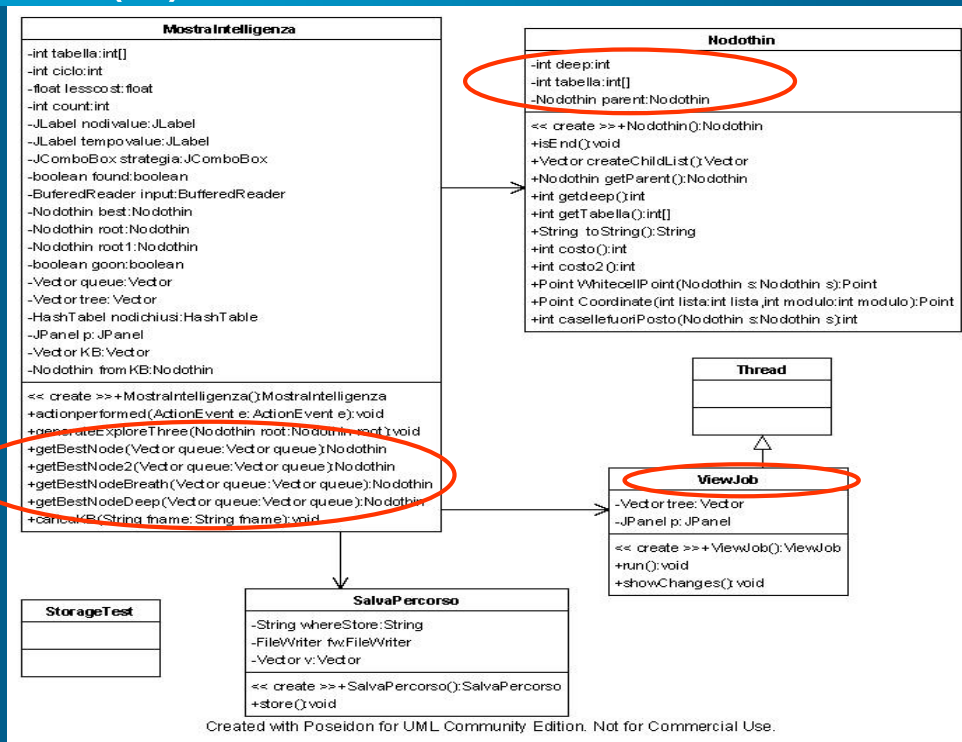 MostraIntelligenza
-int tabella:int[]
-int ciclo:int
-float lesscost:float
-int count:int
-JLabel nodivalue:JLabel
-JLabel tempovalue:JLabel
-JComboBox strategia:JComboBox
-boolean found:boolean
-BuferedReader input:BufferedReader
-Nodothin best:Nodothin
-Nodothin root:Nodothin
-Nodothin root1:Nodothin
-boolean goon:boolean
-Vector queue:Vector
-Vector tree:Vector
-HashTabel nodichiusi:HashTable
-JPanel p:JPanel
-Vector KB:Vector
-Nodothin fromKB:Nodothin
<< create >>+MostraIntelligenza():MostraIntelligenza
+actionperformed(ActionEvent e:ActionEvent e):void
+generateExploreThree(Nodothin root:Nodothin root):void
+getBestNode(Vector queue:Vector queue):Nodothin
+getBestNode2(Vector queue:Vector queue):Nodothin
+getBestNodeBreath(Vector queue:Vector queue):Nodothin
+getBestNodeDeep(Vector queue:Vector queue):Nodothin
+caricaKB(String fname:String fname):void
Nodothin
-int deep:int
-int tabella:int[]
-Nodothin parent:Nodothin
<< create >>+Nodothin():Nodothin
+isEnd():void
+Vector createChildList():Vector
+Nodothin getParent():Nodothin
+int getdeep():int
+int getTabella():int[]
+String toString():String
+int costo():int
+int costo2():int
+Point WhitecellPoint(Nodothin s:Nodothin s):Point
+Point Coordinate(int lista:int lista,int modulo:int modulo):Point
+int casellefuoriPosto(Nodothin s:Nodothin s):int
Thread
ViewJob
-Vector tree:Vector
-JPanel p:JPanel
<< create >>+ViewJob():ViewJob
+run():void
+showChanges():void
StorageTest
SalvaPercorso
-String whereStore:String
-FileWriter fw:FileWriter
-Vector v:Vector
<< create >>+SalvaPercorso():SalvaPercorso
+store():void
Created with Poseidon for UML Community Edition. Not for Commercial Use.